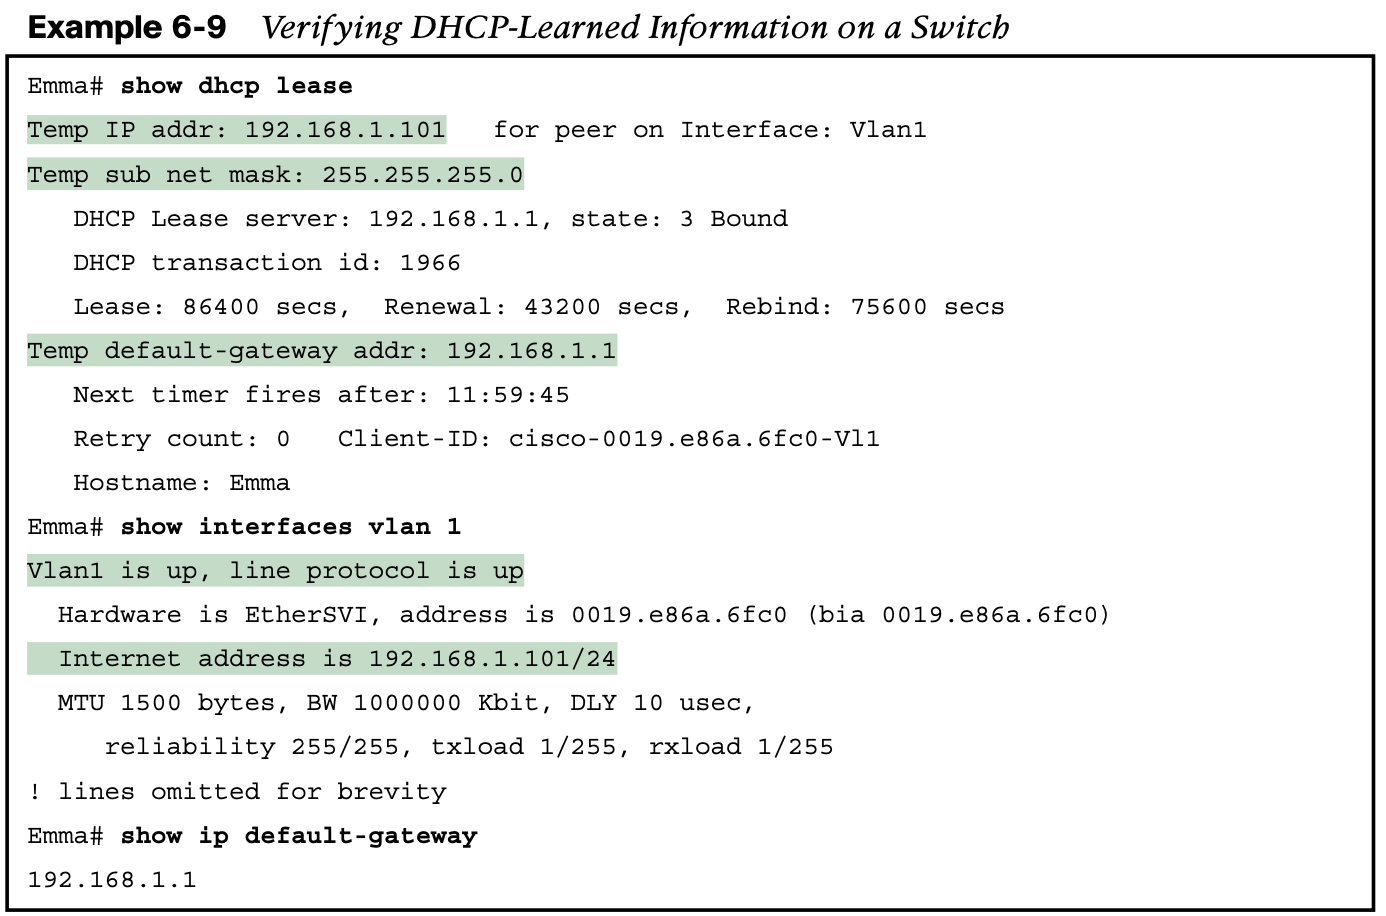 Example 6-9 Verifying DHCP-Learned Information on a Switch
Emma# show dhcp lease
Temp IP addr: 192.168.1.101 for peer on Interface: Vlan1
Temp sub net mask: 255.255.255.0
DHCP Lease server: 192.168.1.1, state: 3 Bound
DHCP transaction id: 1966
Lease: 86400 secs, Renewal: 43200 secs, Rebind: 75600 secs
Temp default-gateway addr: 192.168.1.1
Next timer fires after: 11:59:45
Retry count: 0 Client-ID: cisco-0019.e86a.6fc0-Vl1
Hostname: Emma
Emma# show interfaces vlan 1
Vlan1 is up, line protocol is up
Hardware is EtherSVI, address is 0019.e86a.6fc0 (bia 0019.e86a.6fc0)
Internet address is 192.168.1.101/24
MTU 1500 bytes, BW 1000000 Kbit, DLY 10 usec,
reliability 255/255, txload 1/255, rxload 1/255
! lines omitted for brevity
Emma# show ip default-gateway
192.168.1.1